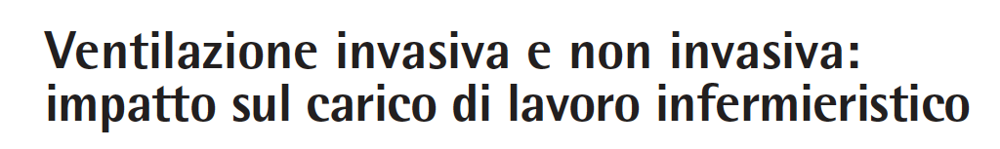 Ventilazione invasiva e non invasiva:
impatto sul carico di lavoro infermieristico